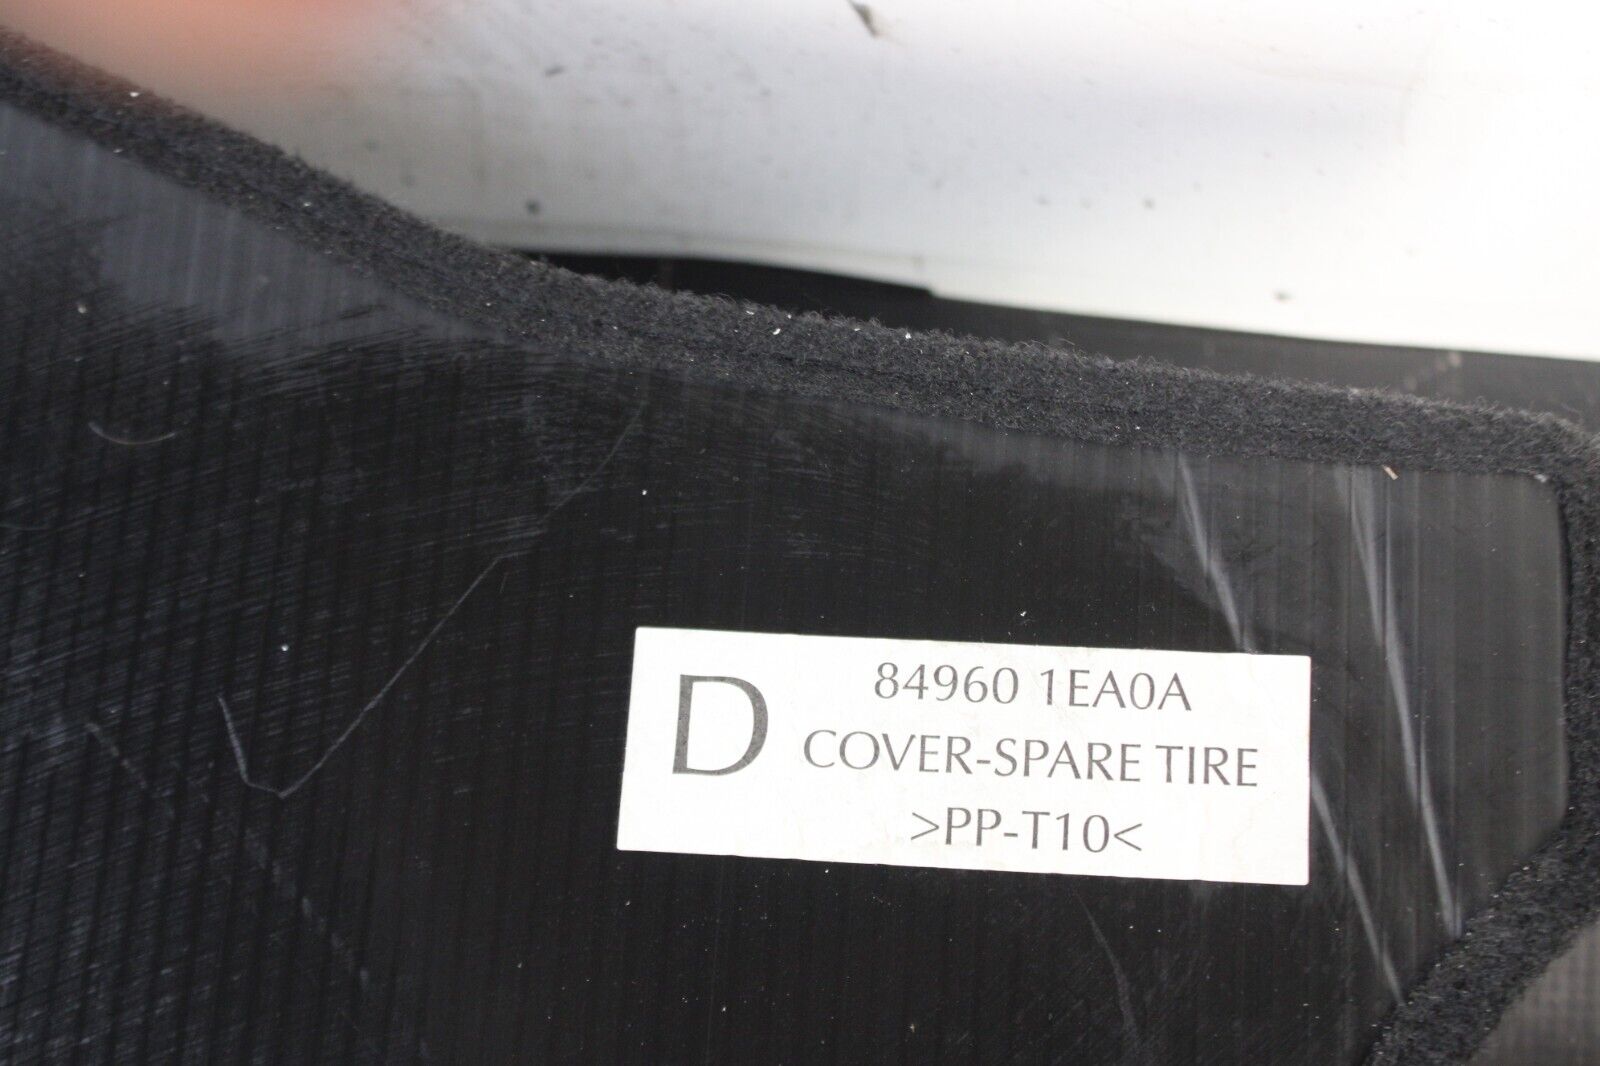 D
84960 1EA0A
COVER-SPARE TIRE
>PP-T10<